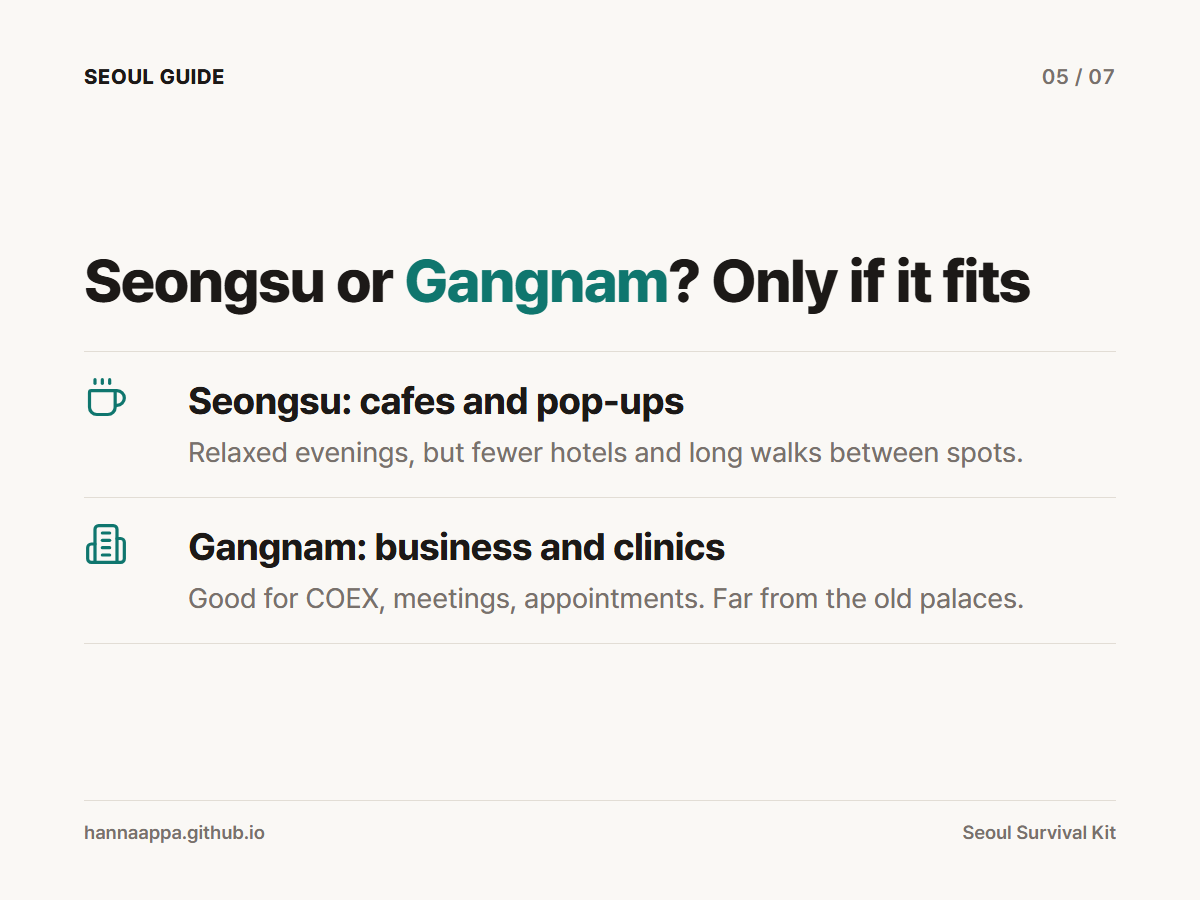 SEOUL GUIDE
05 / 07
Seongsu or Gangnam? Only if it fits
Seongsu: cafes and pop-ups
Relaxed evenings, but fewer hotels and long walks between spots.
Gangnam: business and clinics
Good for COEX, meetings, appointments. Far from the old palaces.
hannaappa.github.io
Seoul Survival Kit